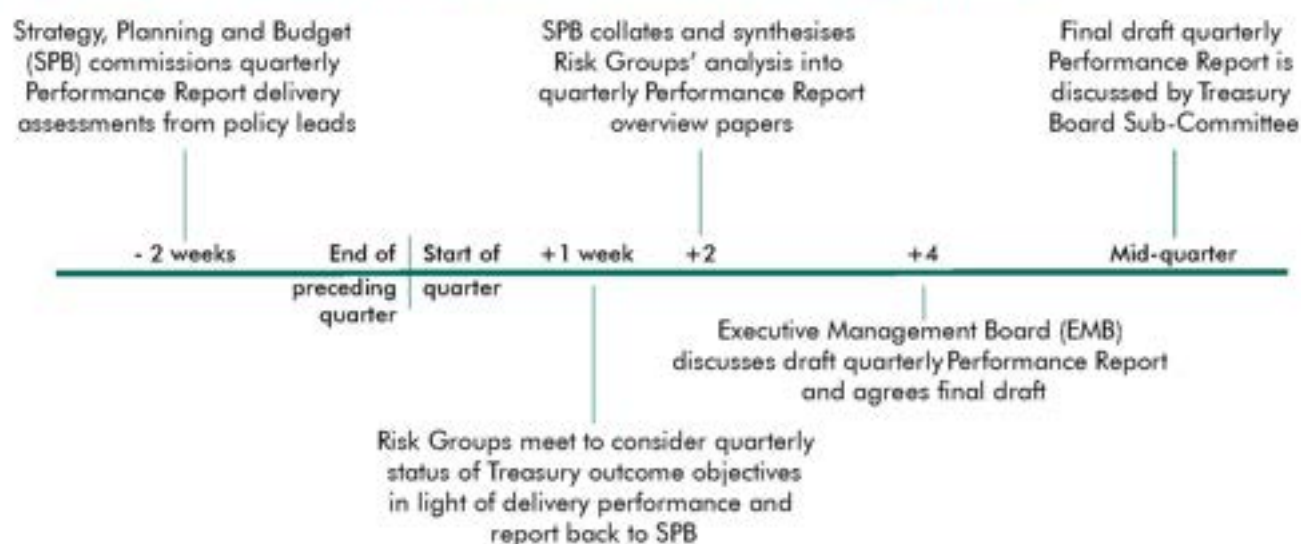 Strategy, Planning and Budget
(SPB) commissions quarterly
Performance Report delivery
assessments from policy leads
SPB collates and synthesises
Risk Groups' analysis into
quarterly Performance Report
overview papers
Final draft quarterly
Performance Report is
discussed by Treasury
Board Sub-Committee
- 2 weeks
End of
preceding
quarter
Start of
quarter
+1 week
+2
+4
Mid-quarter
Executive Management Board (EMB)
discusses draft quarterly Performance Report
and agrees final draft
Risk Groups meet to consider quarterly
status of Treasury outcome objectives
in light of delivery performance and
report back to SPB